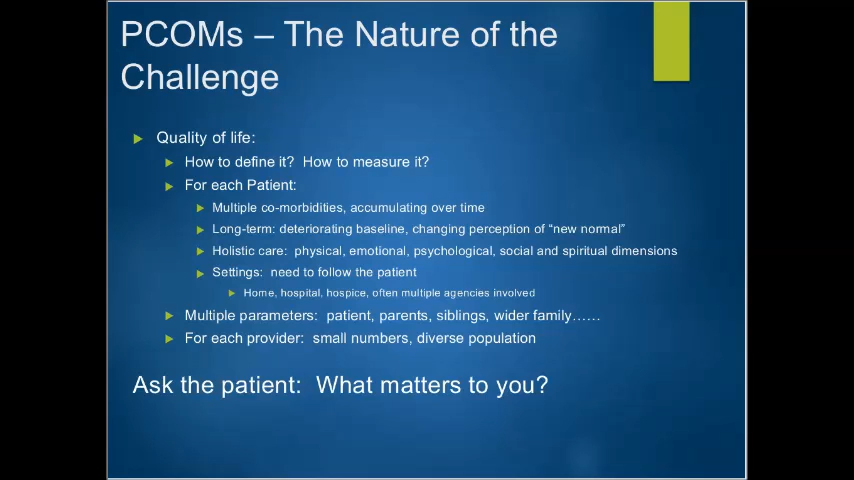 PCOMs – The Nature of the
Challenge
Quality of life:
How to define it?  How to measure it?
For each Patient:
Multiple co-morbidities, accumulating over time
Long-term: deteriorating baseline, changing perception of “new normal”
Holistic care:  physical, emotional, psychological, social and spiritual dimensions
Settings:  need to follow the patient
Home, hospital, hospice, often multiple agencies involved
Multiple parameters:  patient, parents, siblings, wider family……
For each provider:  small numbers, diverse population
Ask the patient:  What matters to you?